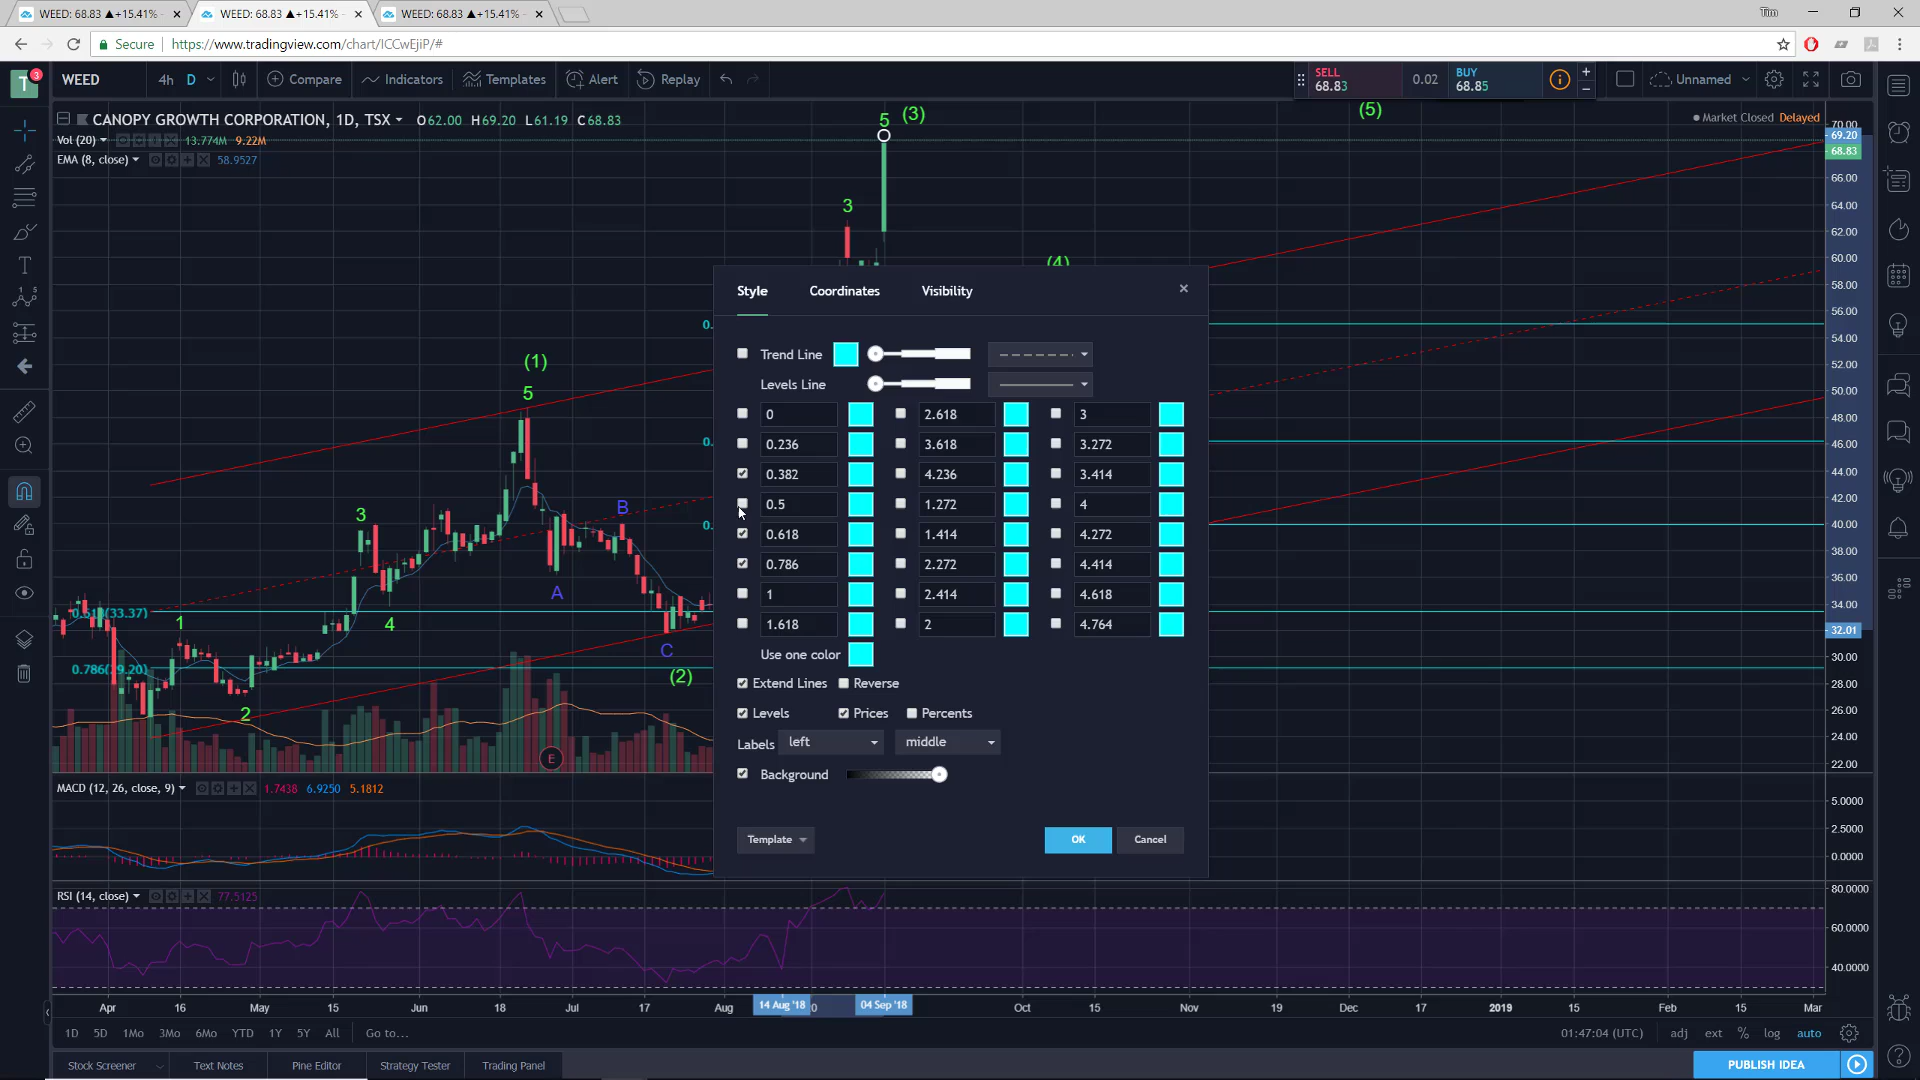 WEED: 68.83 ▲+15.41%
WEED: 68.83 ▲+15.41%
WEED: 68.83 ▲+15.41%
Tim
Secure
https://www.tradingview.com/chart/ICCwEjiP/#
T
3
WEED
4h
D
Compare
Indicators
Templates
Alert
Replay
SELL
68.83
0.02
BUY
68.85
Unnamed
CANOPY GROWTH CORPORATION, 1D, TSX
O62.00 H69.20 L61.19 C68.83
Market Closed
Delayed
Vol (20)
13.774M
9.22M
EMA (8, close)
58.9527
5
(3)
(5)
3
(4)
(1)
5
3
B
A
4
1
2
C
(2)
E
0.
0.
0.
0.618(33.37)
0.786(29.20)
70.00
69.20
68.83
66.00
64.00
62.00
60.00
58.00
56.00
54.00
52.00
50.00
48.00
46.00
44.00
42.00
40.00
38.00
36.00
34.00
32.01
30.00
28.00
26.00
24.00
22.00
Style
Coordinates
Visibility
Trend Line
Levels Line
0
2.618
3
0.236
3.618
3.272
0.382
4.236
3.414
0.5
1.272
4
0.618
1.414
4.272
0.786
2.272
4.414
1
2.414
4.618
1.618
2
4.764
Use one color
Extend Lines
Reverse
Levels
Prices
Percents
Labels
left
middle
Background
Template
OK
Cancel
MACD (12, 26, close, 9)
1.7438
6.9250
5.1812
5.0000
2.5000
0.0000
RSI (14, close)
77.5125
80.0000
60.0000
40.0000
Apr
16
May
15
Jun
18
Jul
17
Aug
14 Aug '18
0
04 Sep '18
Oct
15
Nov
19
Dec
17
2019
15
Feb
15
Mar
1D
5D
1Mo
3Mo
6Mo
YTD
1Y
5Y
All
Go to...
01:47:04 (UTC)
adj
ext
%
log
auto
Stock Screener
Text Notes
Pine Editor
Strategy Tester
Trading Panel
PUBLISH IDEA